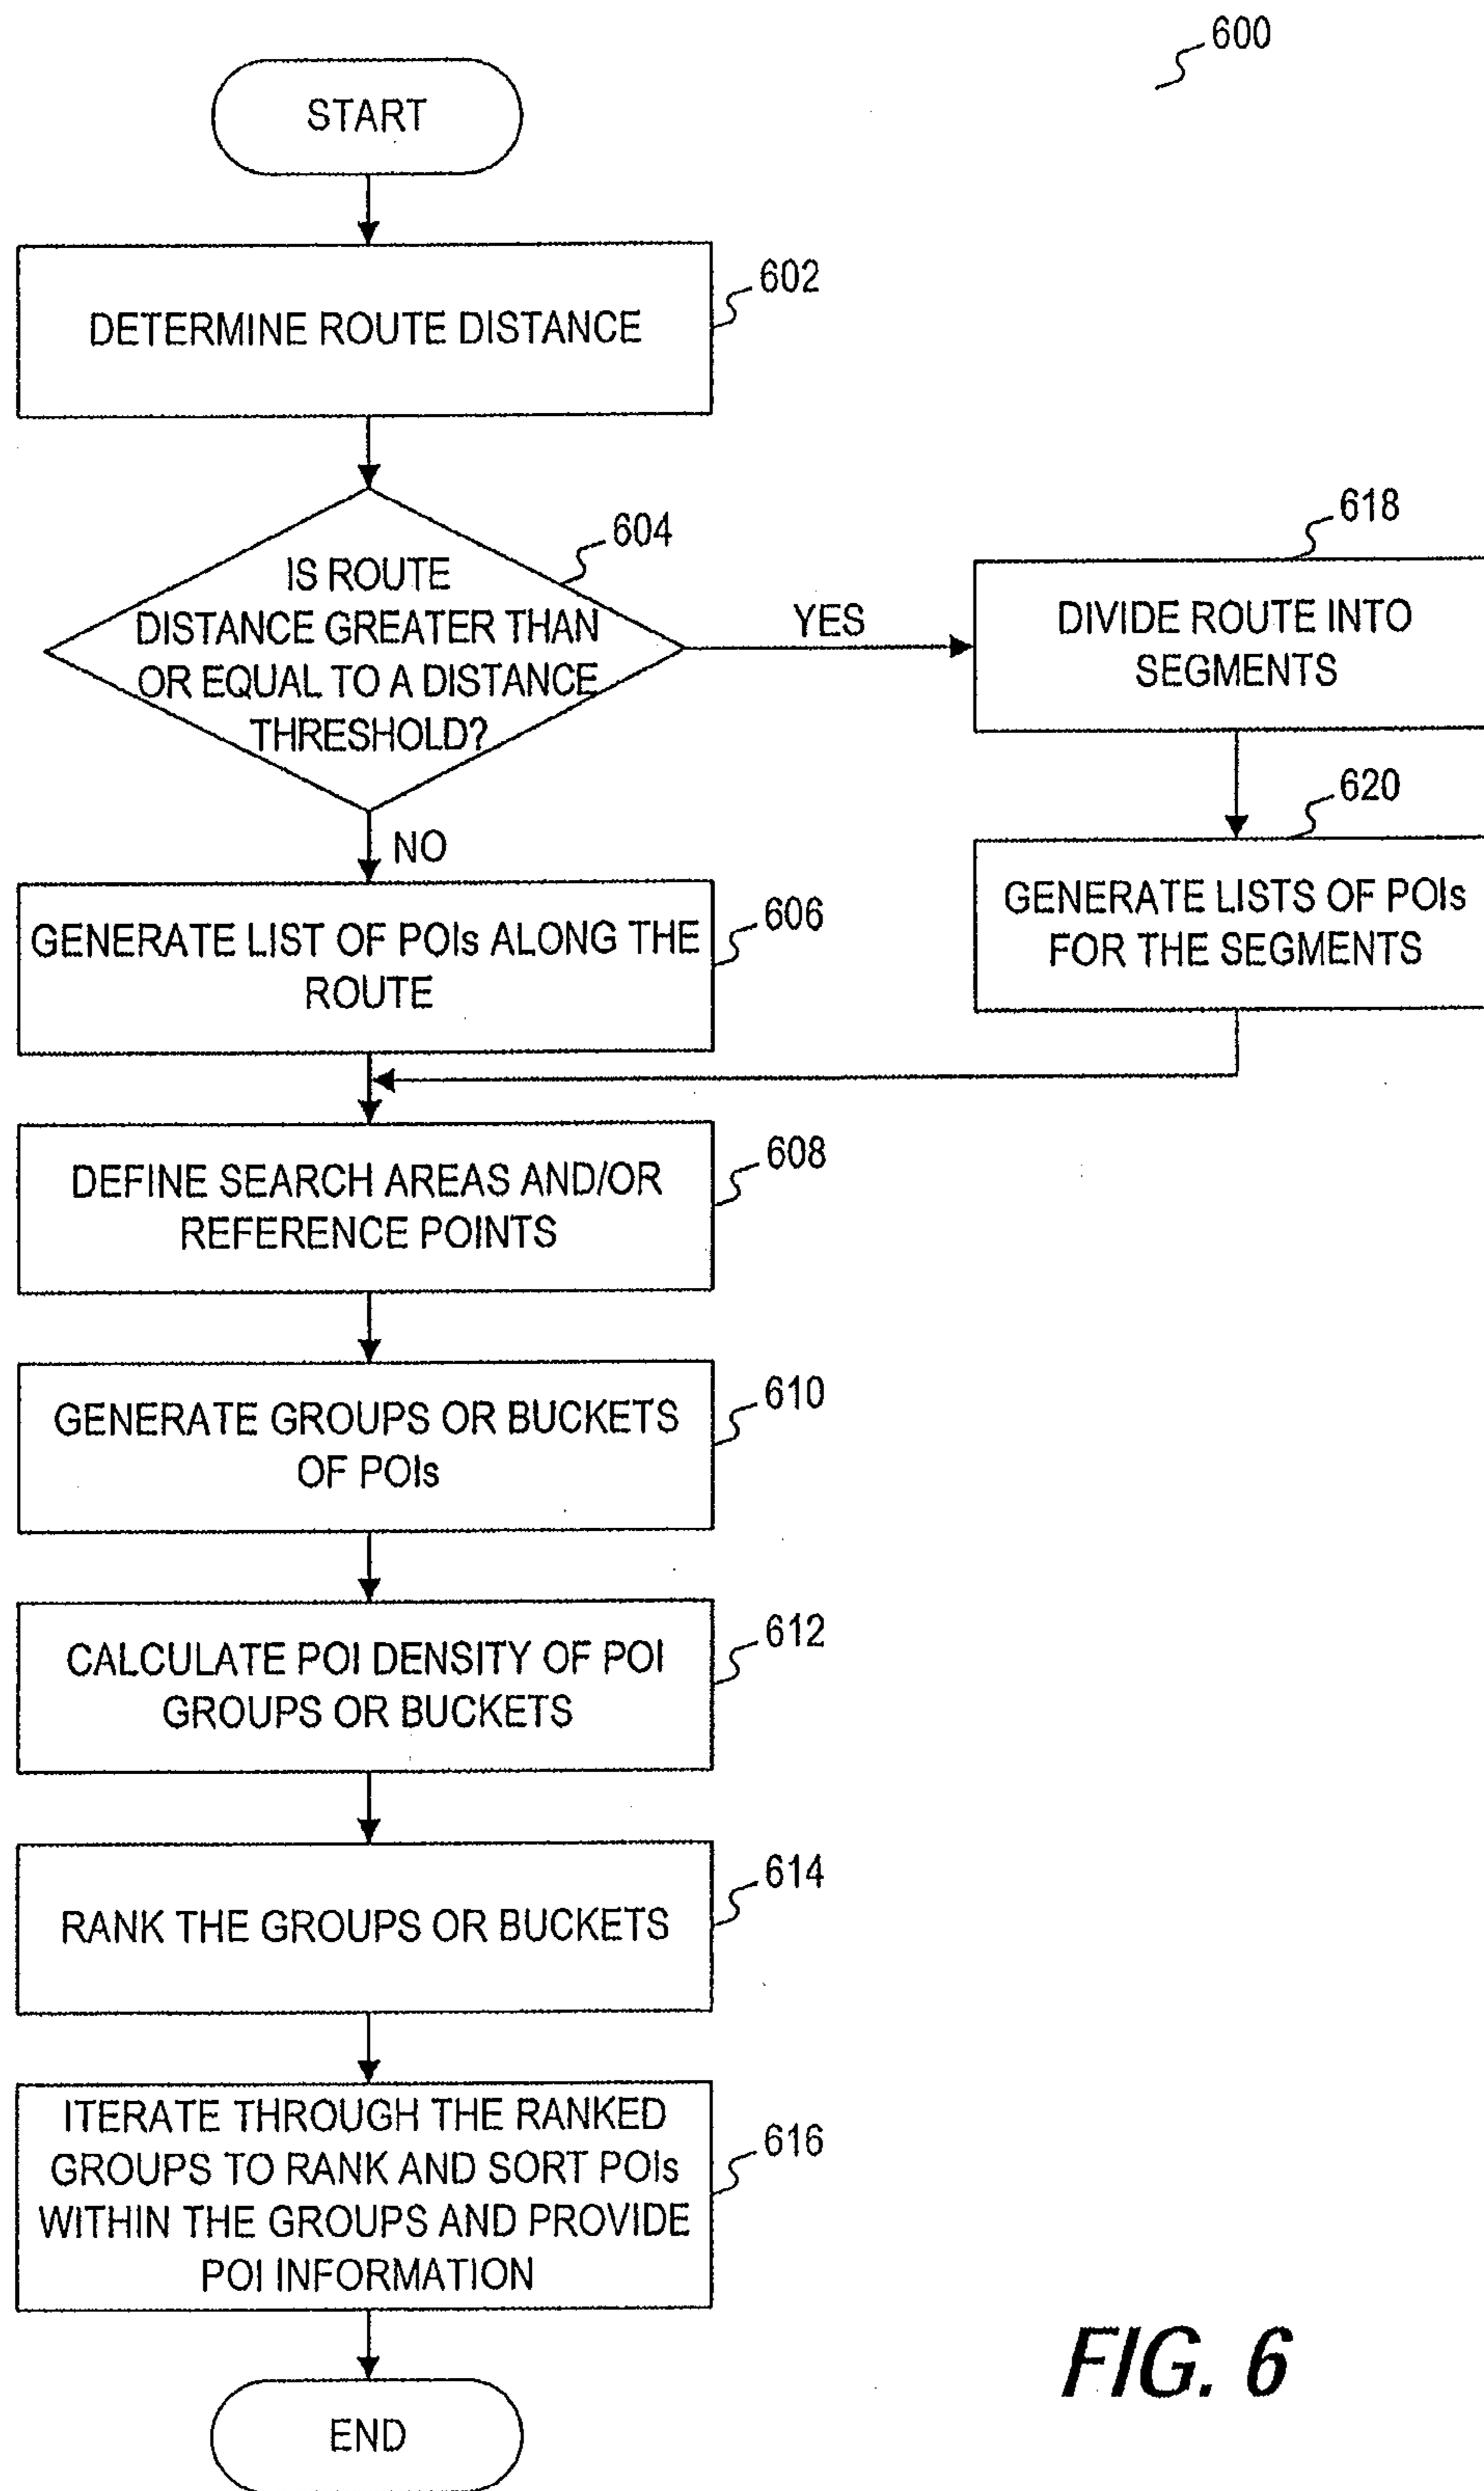 600
START
602
DETERMINE ROUTE DISTANCE
604
IS ROUTE
DISTANCE GREATER THAN
OR EQUAL TO A DISTANCE
THRESHOLD?
YES
618
DIVIDE ROUTE INTO
SEGMENTS
NO
620
GENERATE LISTS OF POIs
FOR THE SEGMENTS
606
GENERATE LIST OF POIs ALONG THE
ROUTE
608
DEFINE SEARCH AREAS AND/OR
REFERENCE POINTS
610
GENERATE GROUPS OR BUCKETS
OF POIs
612
CALCULATE POI DENSITY OF POI
GROUPS OR BUCKETS
614
RANK THE GROUPS OR BUCKETS
616
ITERATE THROUGH THE RANKED
GROUPS TO RANK AND SORT POIs
WITHIN THE GROUPS AND PROVIDE
POI INFORMATION
END
FIG. 6